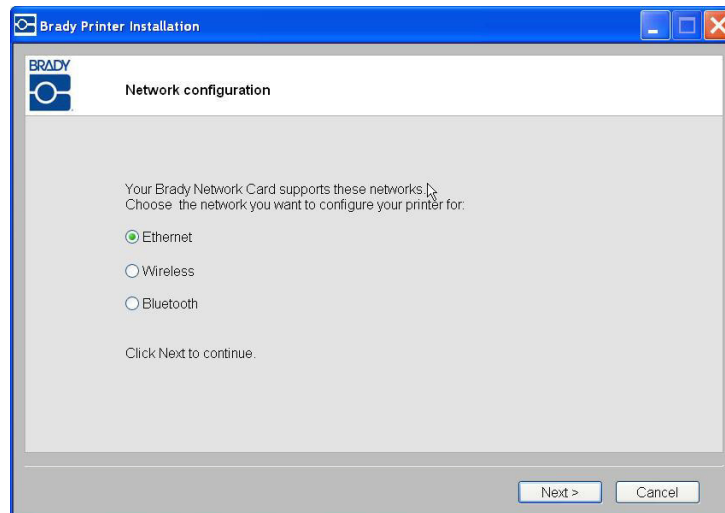 Brady Printer Installation
BRADY
Network configuration
Your Brady Network Card supports these networks.
Choose the network you want to configure your printer for:
Ethernet
Wireless
Bluetooth
Click Next to continue.
Next >
Cancel